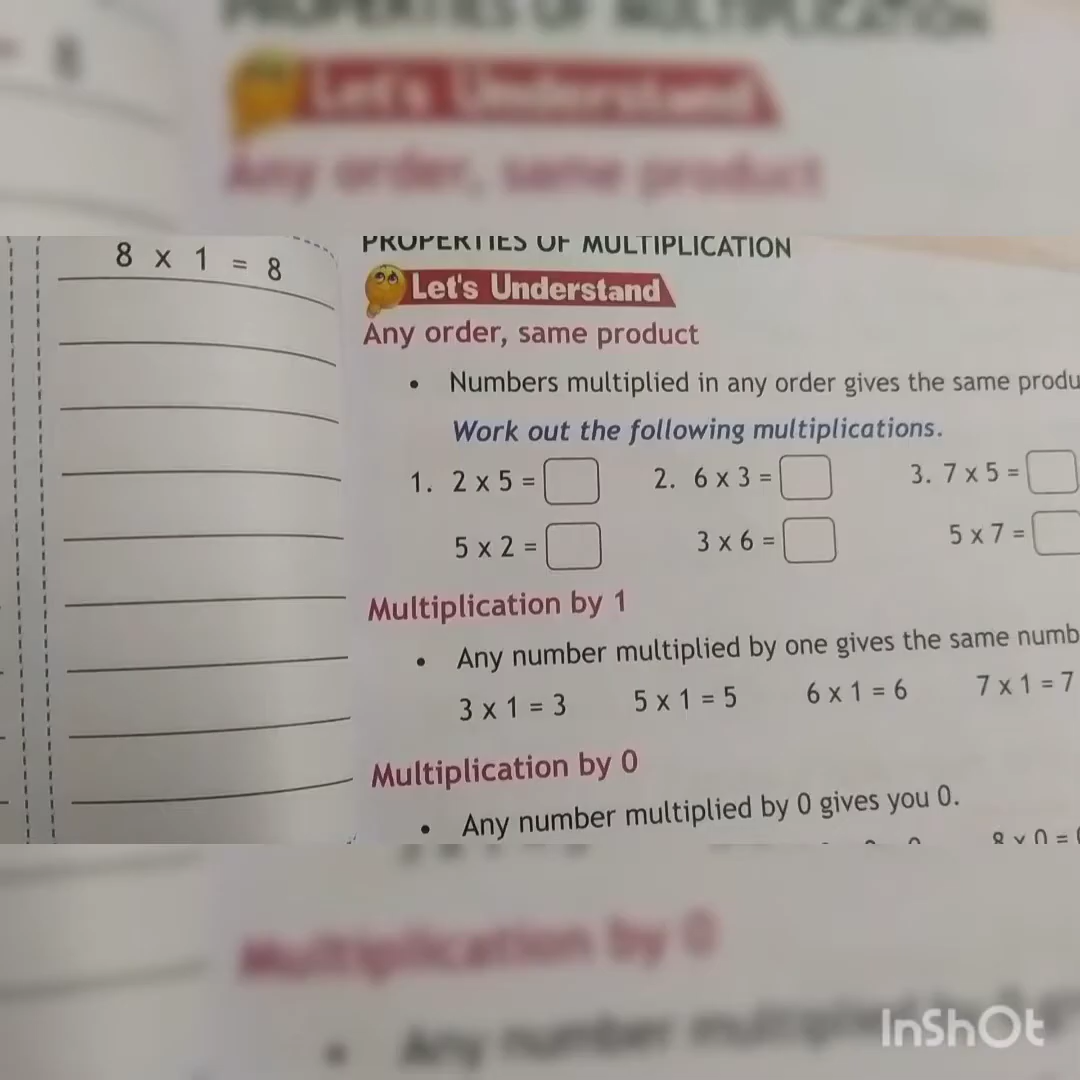 8 x 1 = 8
PROPERTIES OF MULTIPLICATION
Let's Understand
Any order, same product
• Numbers multiplied in any order gives the same produ
Work out the following multiplications.
1. 2 x 5 = 2. 6 x 3 = 3. 7 x 5 =
5 x 2 = 3 x 6 = 5 x 7 =
Multiplication by 1
• Any number multiplied by one gives the same numb
3 x 1 = 3 5 x 1 = 5 6 x 1 = 6 7 x 1 = 7
Multiplication by 0
• Any number multiplied by 0 gives you 0.
8 x 0 =
InShOt